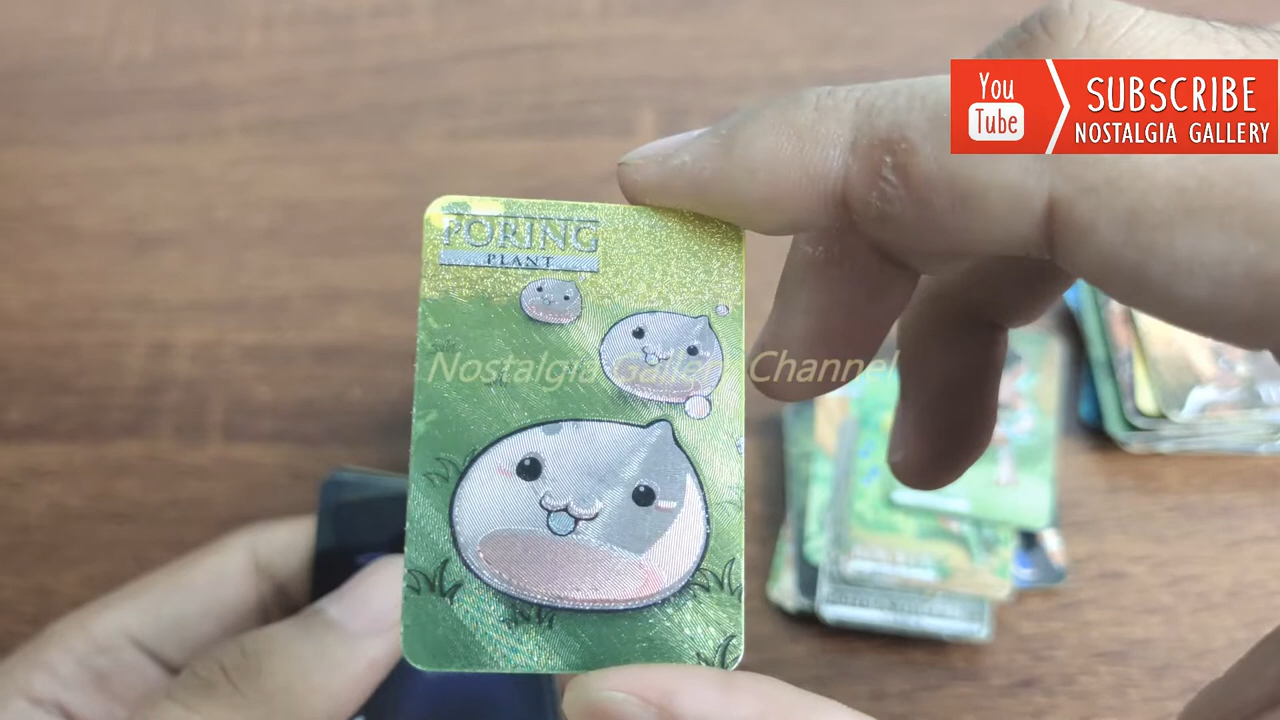 You
Tube
SUBSCRIBE
NOSTALGIA GALLERY
PORING
PLANT
Nostalgia Gallery Channel